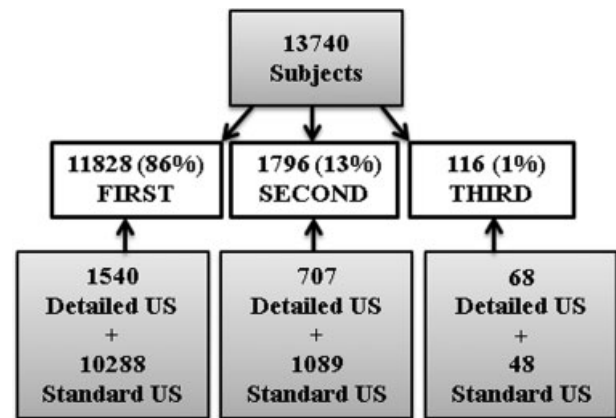 13740
Subjects
11828 (86%)
FIRST
1796 (13%)
SECOND
116 (1%)
THIRD
1540
Detailed US
+
10288
Standard US
707
Detailed US
+
1089
Standard US
68
Detailed US
+
48
Standard US